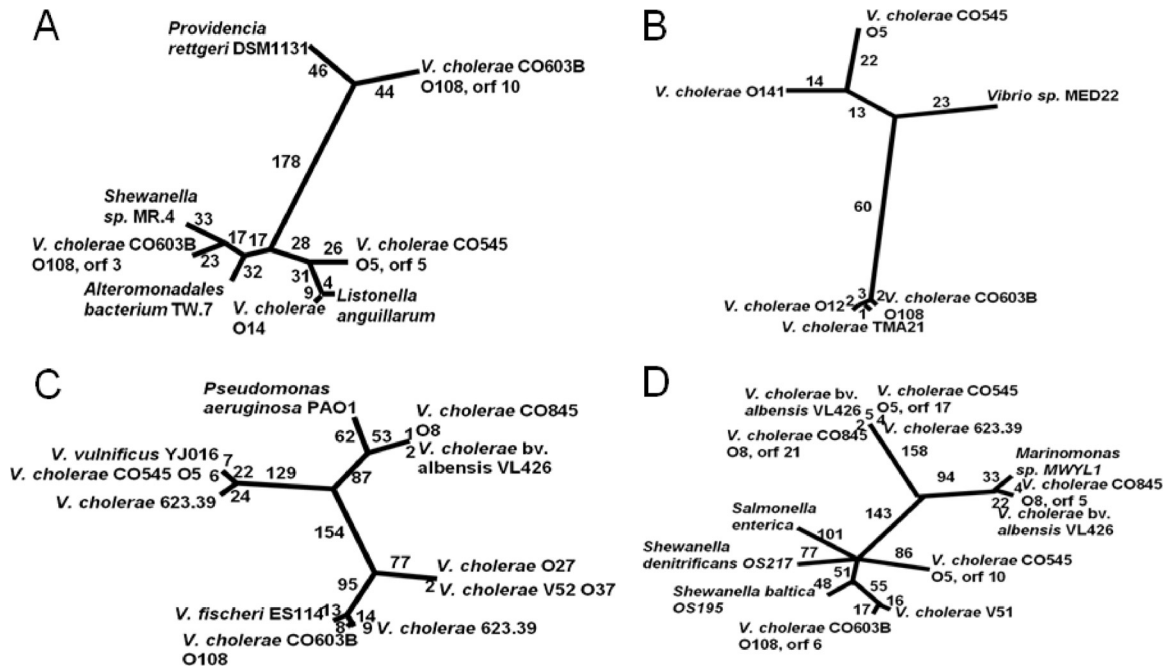 A
Providencia
rettgeri DSM1131
46
44
V. cholerae CO603B
O108, orf 10
178
Shewanella
sp. MR.4
33
17
17
28
26
V. cholerae CO545
O5, orf 5
V. cholerae CO603B
O108, orf 3
23
32
31
4
9
Alteromonadales
bacterium TW.7
V. cholerae
O14
Listonella
anguillarum
B
V. cholerae CO545
O5
22
14
V. cholerae O141
13
23
Vibrio sp. MED22
60
3
2
2
1
V. cholerae O12
V. cholerae CO603B
O108
V. cholerae TMA21
C
Pseudomonas
aeruginosa PAO1
V. cholerae CO845
O8
62
53
1
2
V. cholerae bv.
albensis VL426
V. vulnificus YJ016
7
V. cholerae CO545 O5
6
22
129
87
24
V. cholerae 623.39
154
77
V. cholerae O27
2
V. cholerae V52 O37
95
V. fischeri ES114
13
14
8
9
V. cholerae 623.39
V. cholerae CO603B
O108
D
V. cholerae bv.
albensis VL426
5
V. cholerae CO545
O5, orf 17
2
4
V. cholerae 623.39
V. cholerae CO845
O8, orf 21
158
Marinomonas
sp. MWYL1
94
33
4
V. cholerae CO845
O8, orf 5
22
V. cholerae bv.
albensis VL426
143
Salmonella
enterica
101
Shewanella
denitrificans OS217
77
86
V. cholerae CO545
O5, orf 10
51
Shewanella baltica
OS195
48
55
16
17
V. cholerae V51
V. cholerae CO603B
O108, orf 6